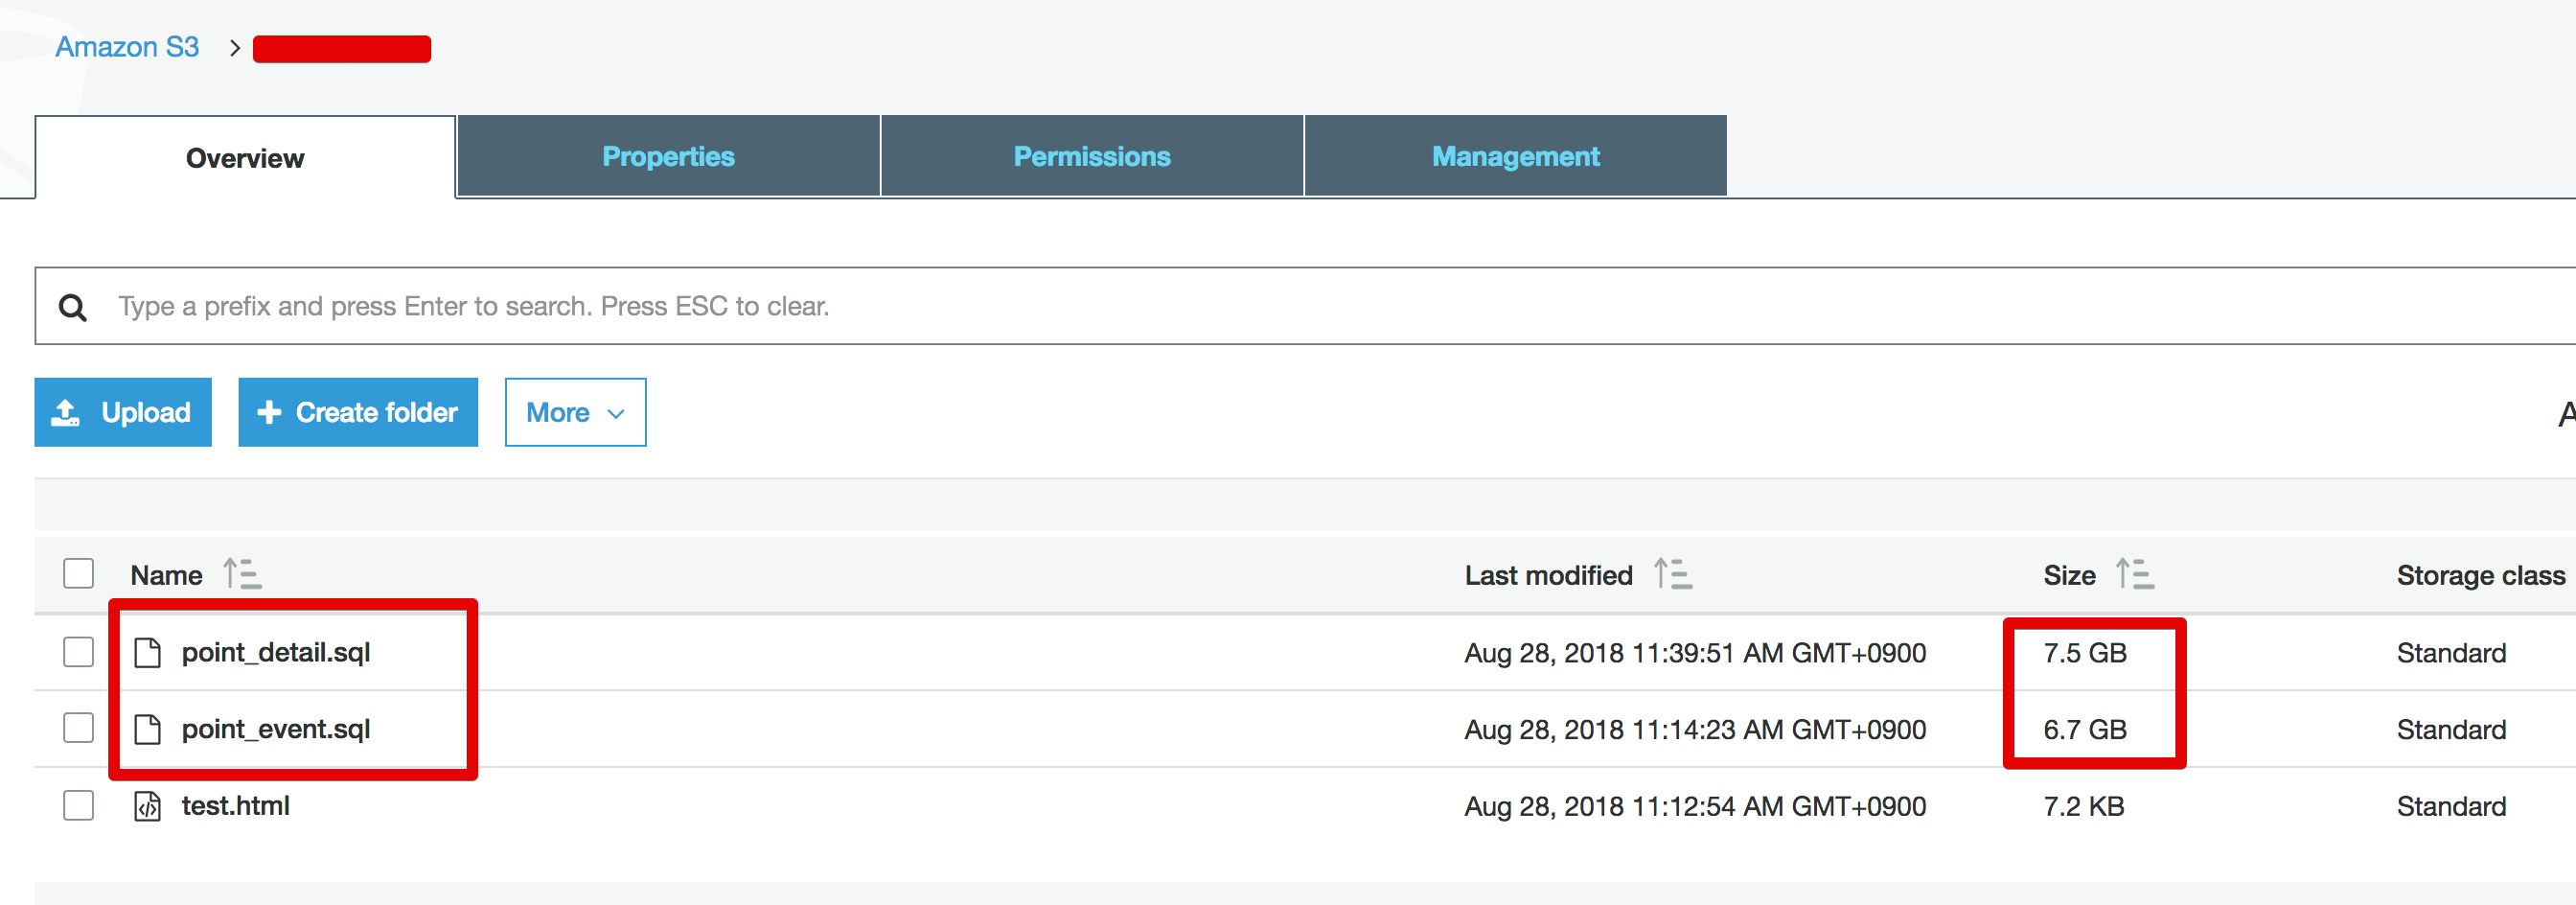 Amazon S3 >
Overview Properties Permissions Management
Type a prefix and press Enter to search. Press ESC to clear.
Upload Create folder More
A
Name Last modified Size Storage class
point_detail.sql Aug 28, 2018 11:39:51 AM GMT+0900 7.5 GB Standard
point_event.sql Aug 28, 2018 11:14:23 AM GMT+0900 6.7 GB Standard
test.html Aug 28, 2018 11:12:54 AM GMT+0900 7.2 KB Standard